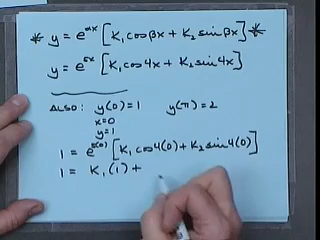 * y = e^{αx} [K₁ cos βx + K₂ sin βx] *
y = e^{5x} [K₁ cos 4x + K₂ sin 4x]
ALSO: y(0) = 1 y(π) = 2
x = 0
y = 1
1 = e^{5(0)} [K₁ cos 4(0) + K₂ sin 4(0)]
1 = K₁ (1) +